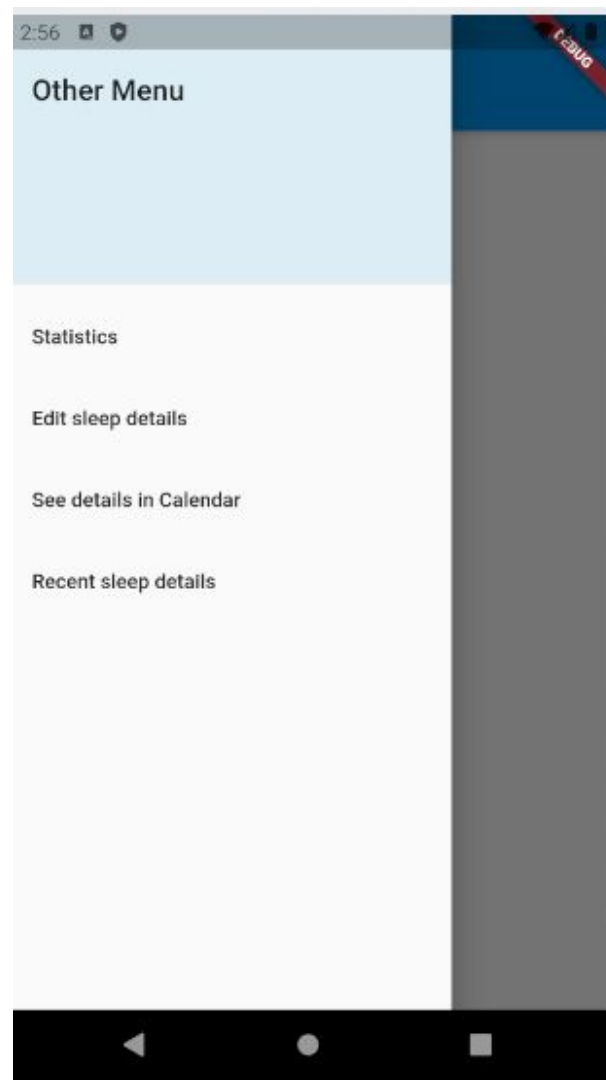 2:56
DEBUG
Other Menu
Statistics
Edit sleep details
See details in Calendar
Recent sleep details